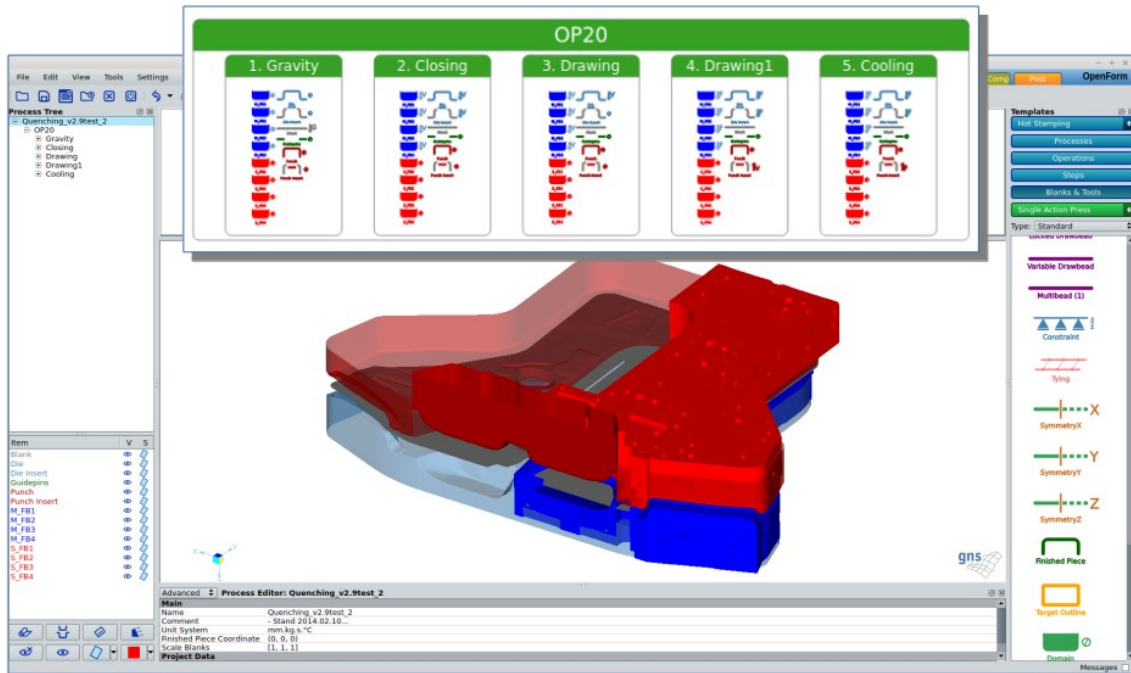 OP20
1. Gravity
2. Closing
3. Drawing
4. Drawing1
5. Cooling
File Edit View Tools Settings
Comp
Post
OpenForm
Process Tree
Quenching_v2.9test_2
OP20
Gravity
Closing
Drawing
Drawing1
Cooling
Item V S
Blank
Die
Die Insert
Guidepins
Punch
Punch Insert
M_FB1
M_FB2
M_FB3
M_FB4
S_FB1
S_FB2
S_FB3
S_FB4
gns
Advanced
Process Editor: Quenching_v2.9test_2
Main
Name Quenching_v2.9test_2
Comment - Stand 2014.02.10...
Unit System mm.kg.s.°C
Finished Piece Coordinate (0, 0, 0)
Scale Blanks [1, 1, 1]
Project Data
Templates
Hot Stamping
Processes
Operations
Steps
Blanks & Tools
Single Action Press
Type: Standard
Locked Drawbead
Variable Drawbead
Multibead (1)
Constraint
Tying
X
SymmetryX
Y
SymmetryY
Z
SymmetryZ
Finished Piece
Target Outline
Domain
Messages